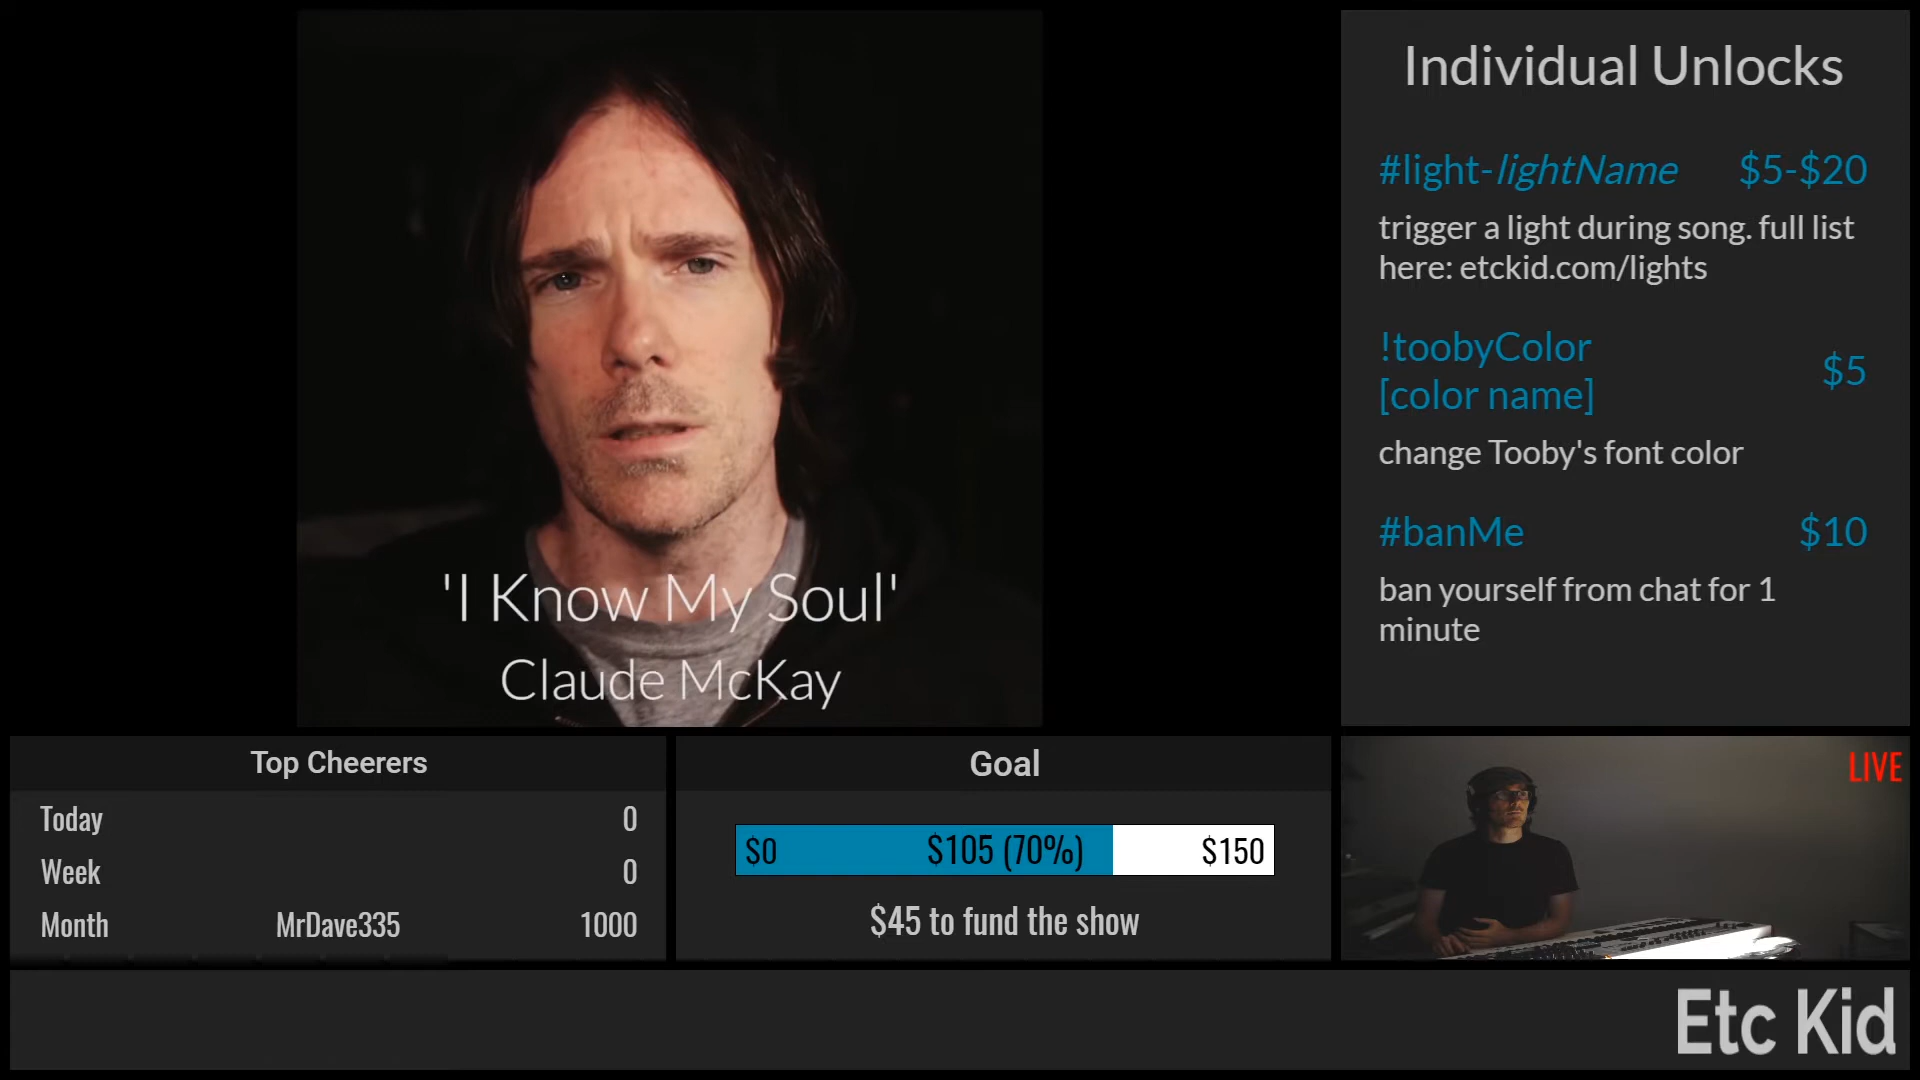 'I Know My Soul'
Claude McKay
Individual Unlocks
#light-lightName $5-$20
trigger a light during song. full list
here: etckid.com/lights
!toobyColor
[color name] $5
change Tooby's font color
#banMe $10
ban yourself from chat for 1
minute
Top Cheerers
Today 0
Week 0
Month MrDave335 1000
Goal
$0 $105 (70%) $150
$45 to fund the show
LIVE
Etc Kid